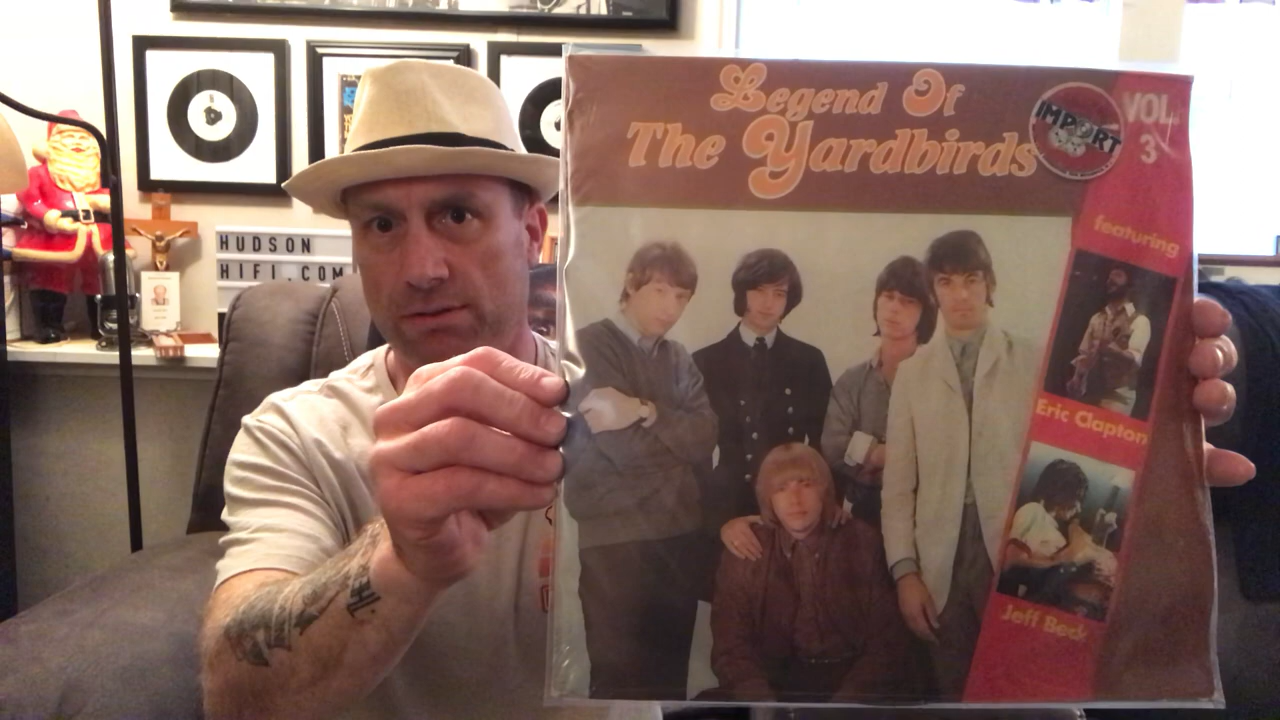 Legend Of
The Yardbirds
IMPORT
VOL.
3
featuring
Eric Clapton
Jeff Beck
HUDSON
HIFI.COM